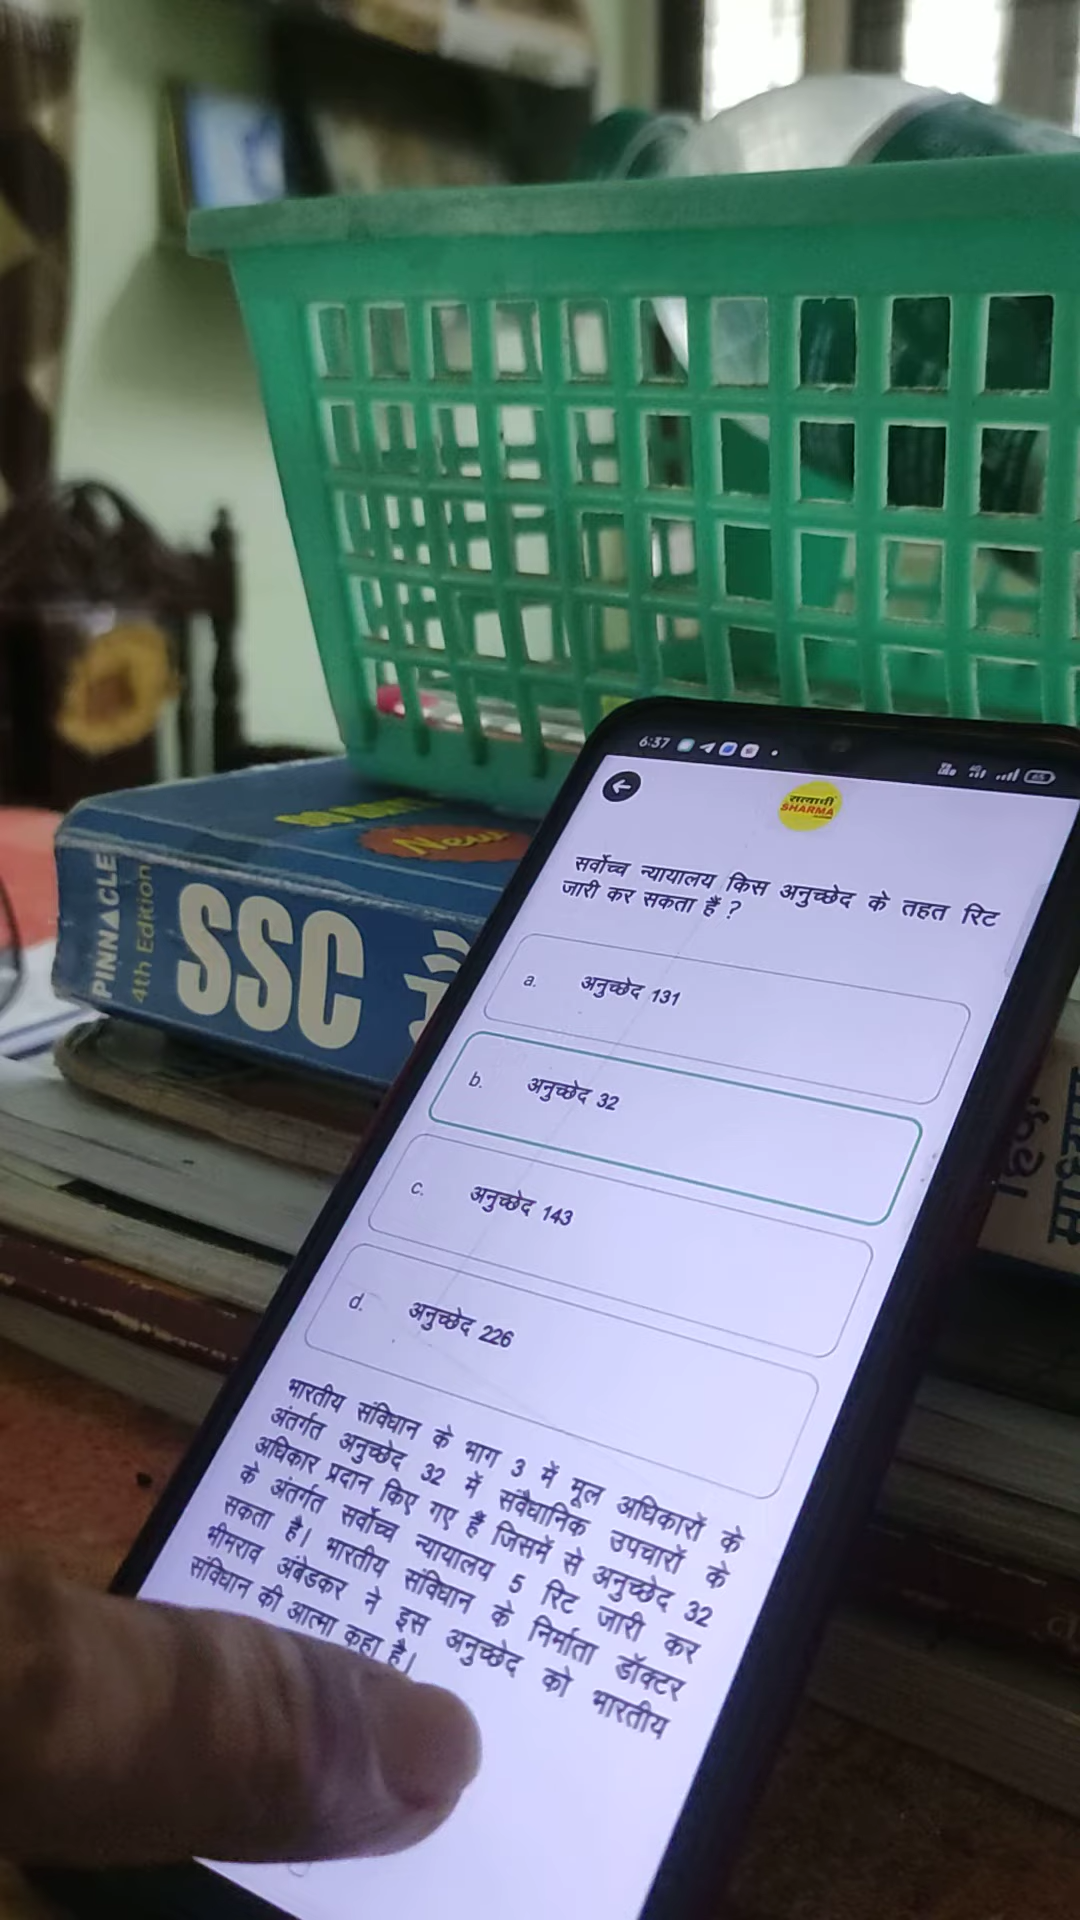 New
PINNACLE
4th Edition
SSC
6:37
SHARMA
सर्वोच्च न्यायालय किस अनुच्छेद के तहत रिट
जारी कर सकता हैं ?
a. अनुच्छेद 131
b. अनुच्छेद 32
c. अनुच्छेद 143
d. अनुच्छेद 226
भारतीय संविधान के भाग 3 में मूल अधिकारों के
अंतर्गत अनुच्छेद 32 में संवैधानिक उपचारों के
अधिकार प्रदान किए गए हैं जिसमें से अनुच्छेद 32
के अंतर्गत सर्वोच्च न्यायालय 5 रिट जारी कर
सकता है। भारतीय संविधान के निर्माता डॉक्टर
भीमराव अंबेडकर ने इस अनुच्छेद को भारतीय
संविधान की आत्मा कहा है।